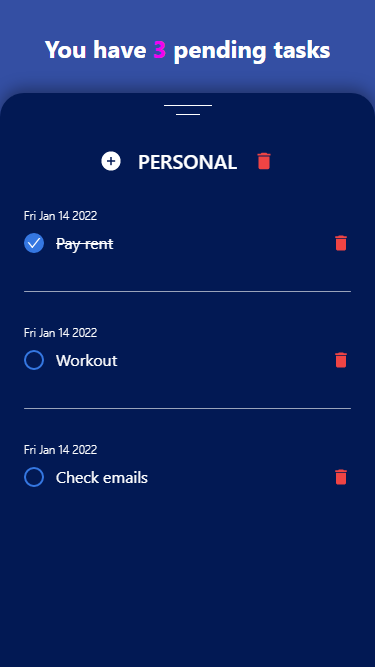 You have 3 pending tasks
PERSONAL
Fri Jan 14 2022
Pay rent
Fri Jan 14 2022
Workout
Fri Jan 14 2022
Check emails